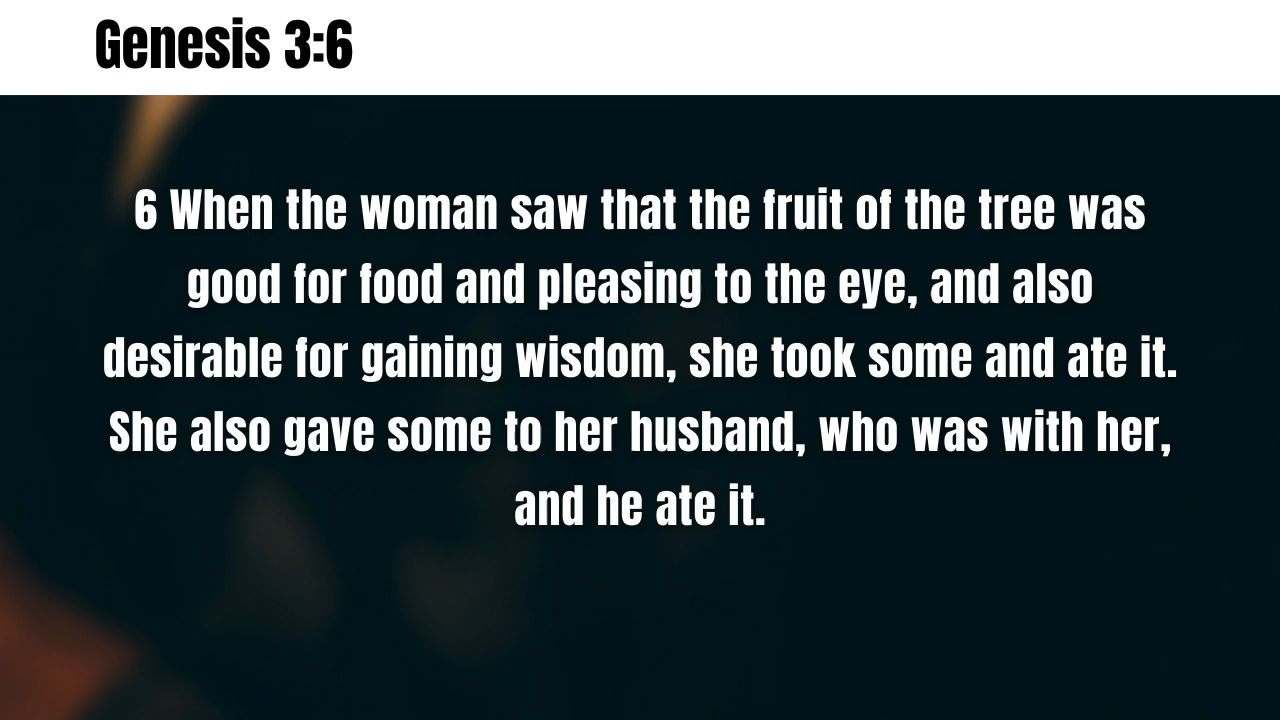 Genesis 3:6
6 When the woman saw that the fruit of the tree was
good for food and pleasing to the eye, and also
desirable for gaining wisdom, she took some and ate it.
She also gave some to her husband, who was with her,
and he ate it.